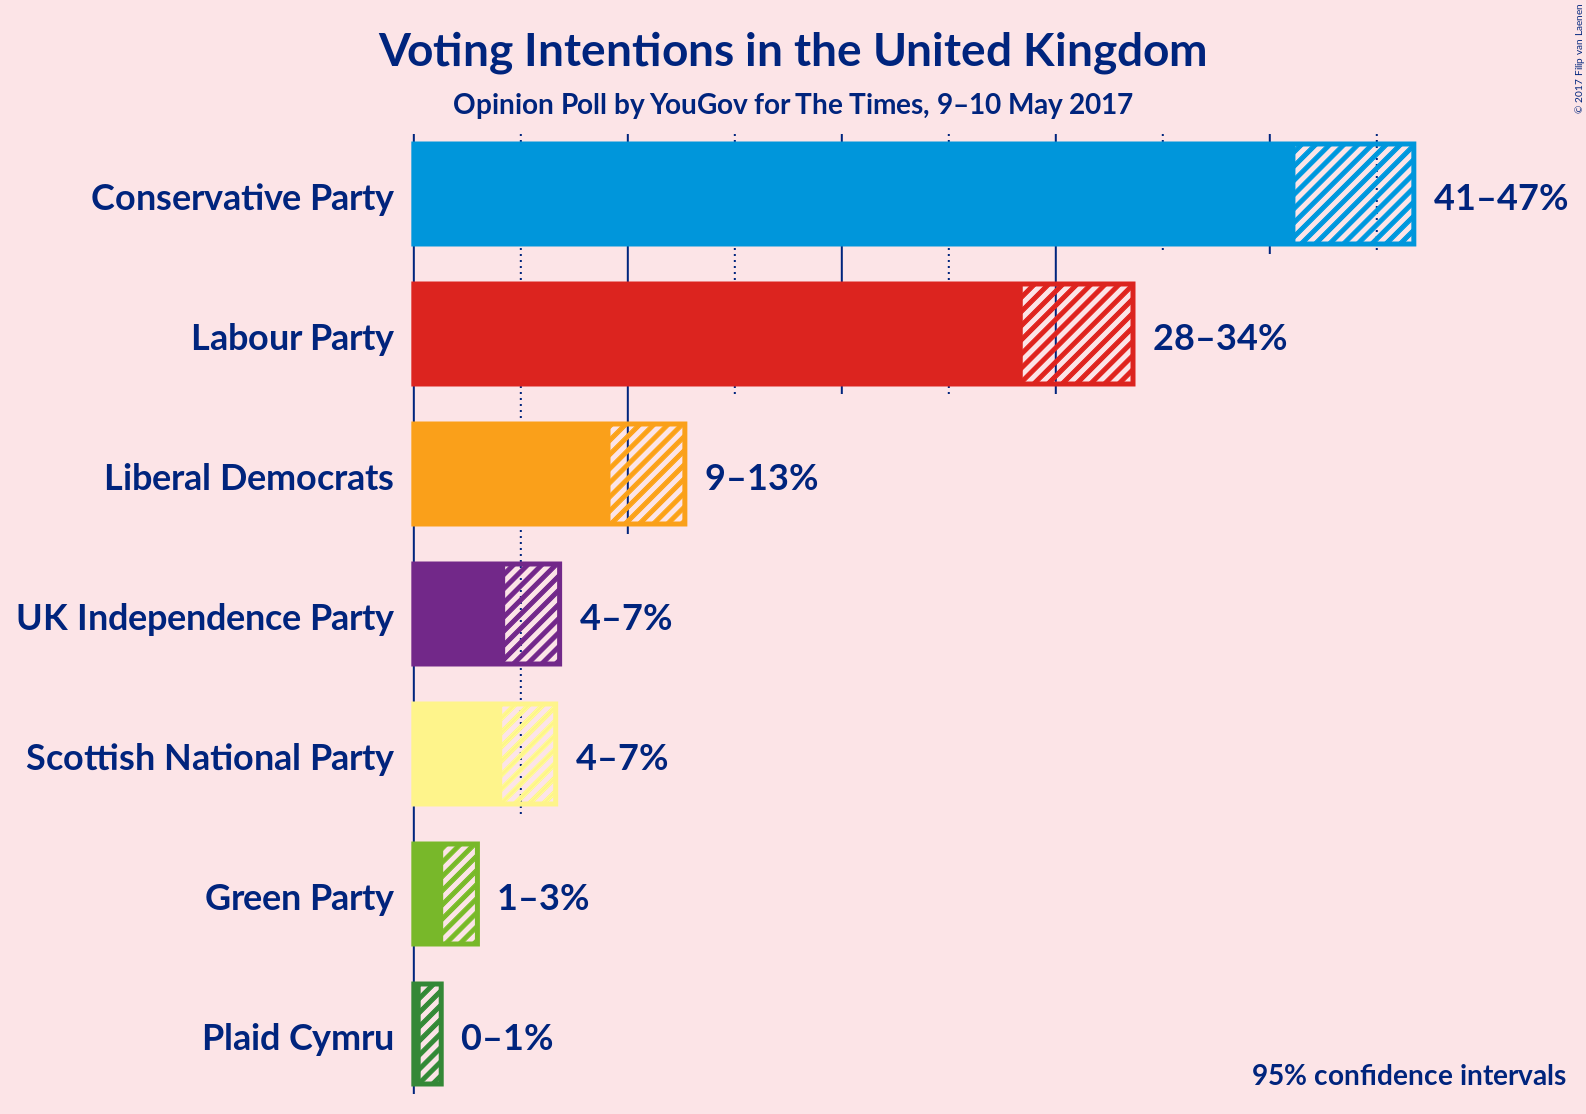 Voting Intentions in the United Kingdom
Opinion Poll by YouGov for The Times, 9–10 May 2017
© 2017 Filip van Laenen
Conservative Party
41–47%
Labour Party
28–34%
Liberal Democrats
9–13%
UK Independence Party
4–7%
Scottish National Party
4–7%
Green Party
1–3%
Plaid Cymru
0–1%
95% confidence intervals